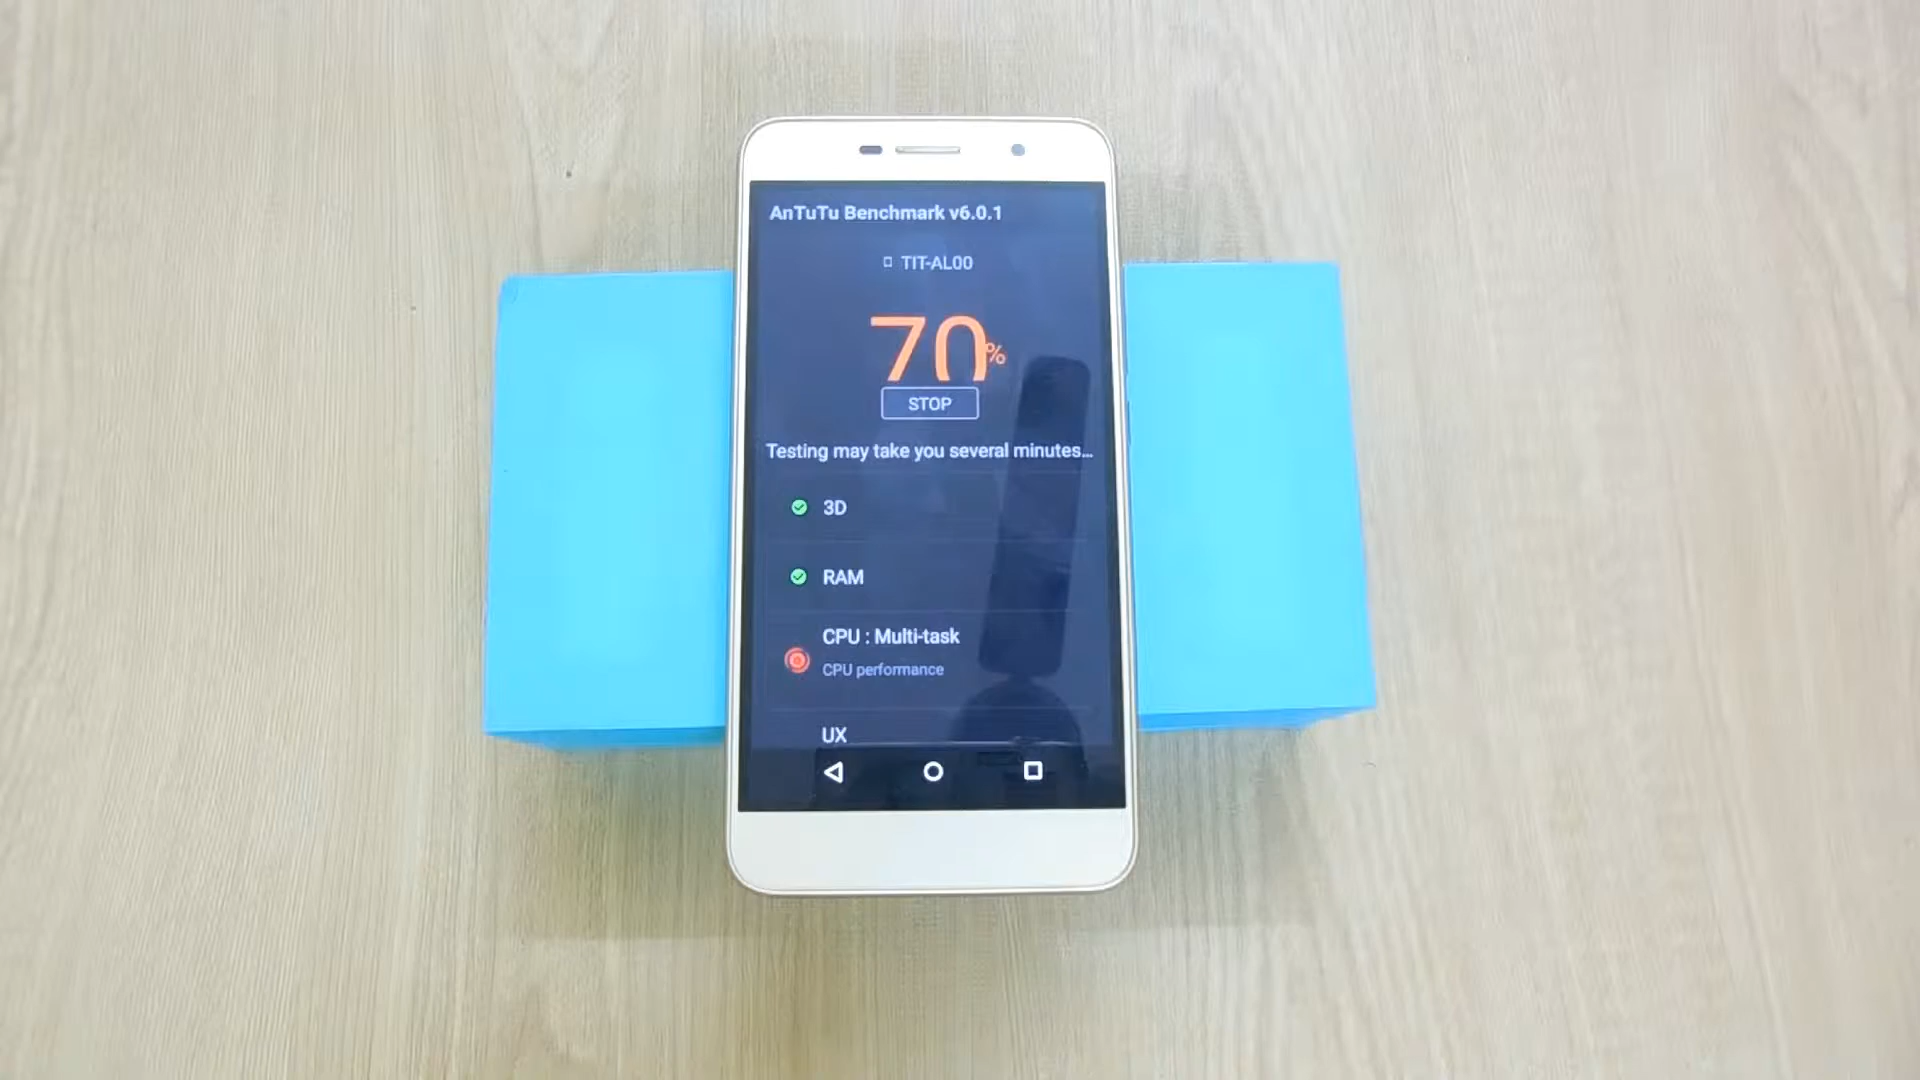 AnTuTu Benchmark v6.0.1
TIT-AL00
70%
STOP
Testing may take you several minutes...
3D
RAM
CPU : Multi-task
CPU performance
UX